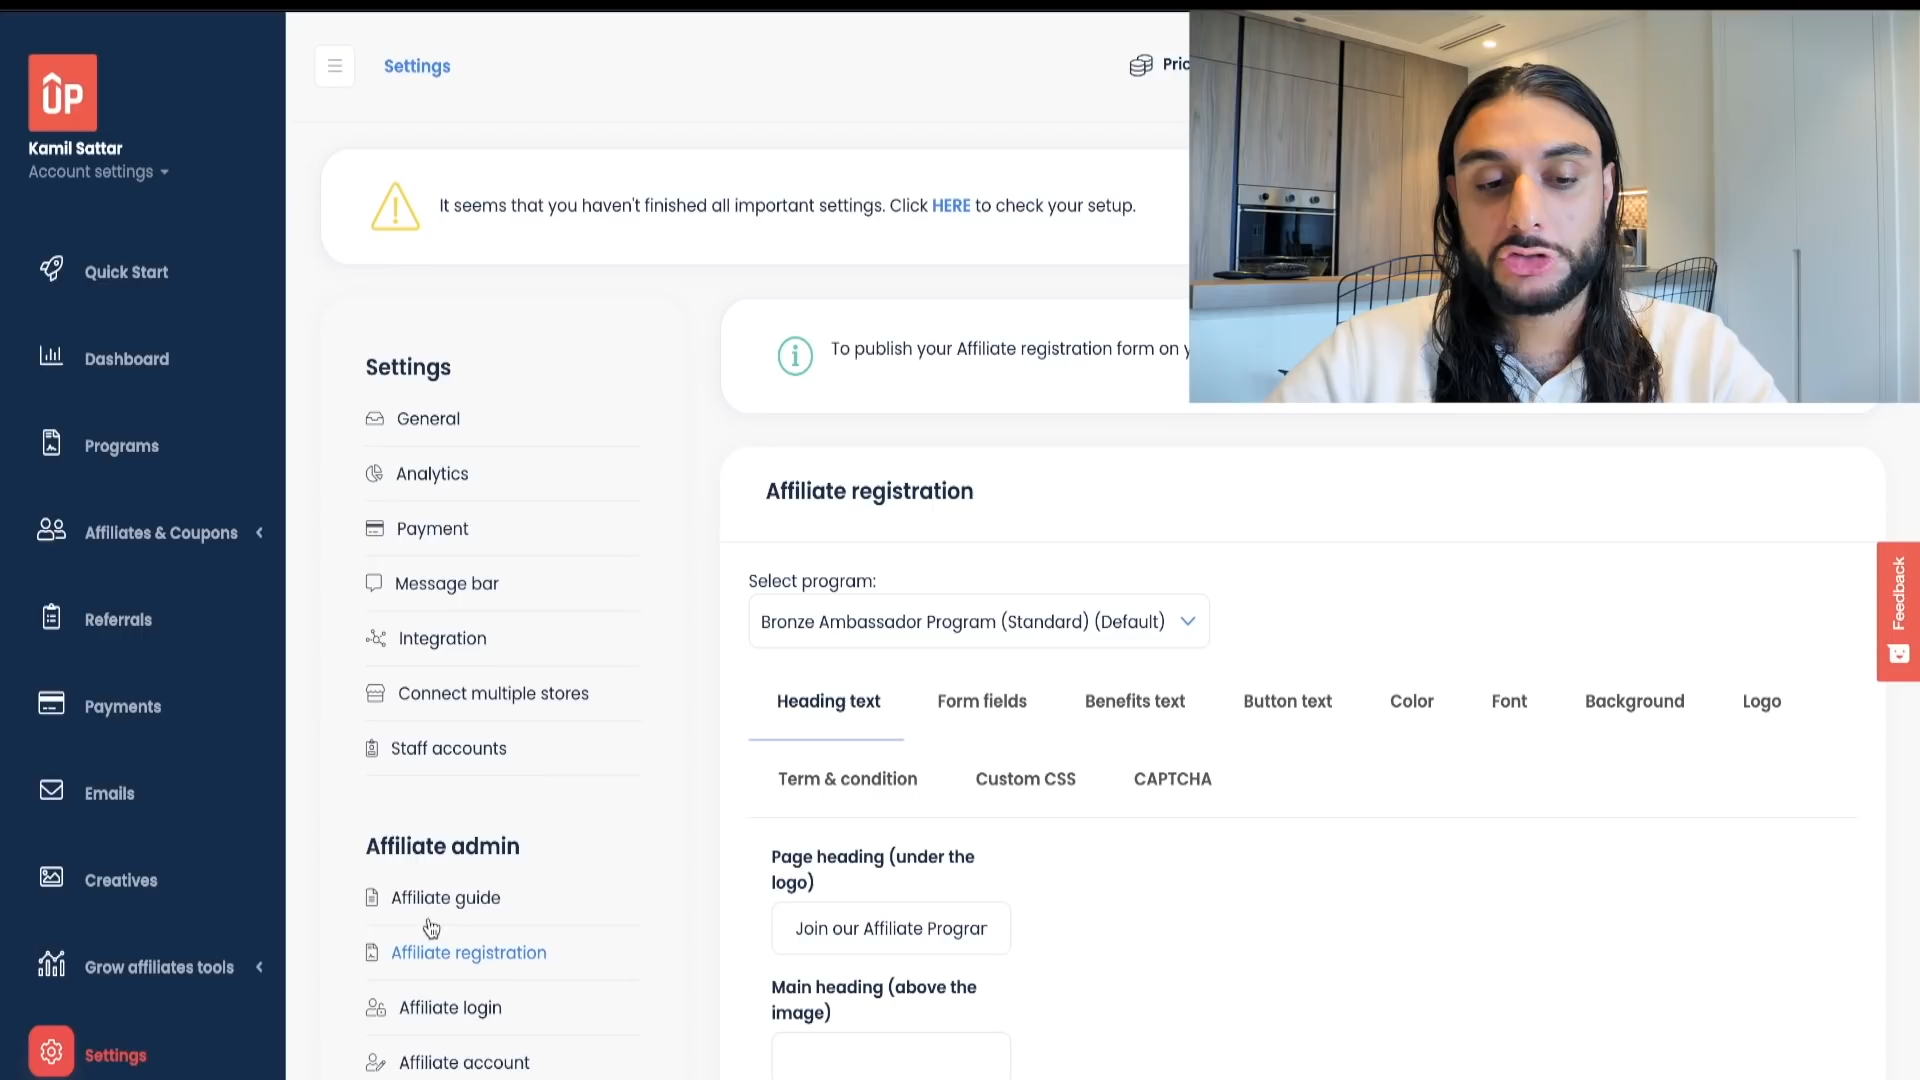 UP
Kamil Sattar
Account settings
Quick Start
Dashboard
Programs
Affiliates & Coupons
Referrals
Payments
Emails
Creatives
Grow affiliates tools
Settings
Settings
Pric
It seems that you haven't finished all important settings. Click HERE to check your setup.
Settings
General
Analytics
Payment
Message bar
Integration
Connect multiple stores
Staff accounts
Affiliate admin
Affiliate guide
Affiliate registration
Affiliate login
Affiliate account
To publish your Affiliate registration form on y
Affiliate registration
Select program:
Bronze Ambassador Program (Standard) (Default)
Heading text Form fields Benefits text Button text Color Font Background Logo
Term & condition Custom CSS CAPTCHA
Page heading (under the
logo)
Join our Affiliate Prograr
Main heading (above the
image)
Feedback